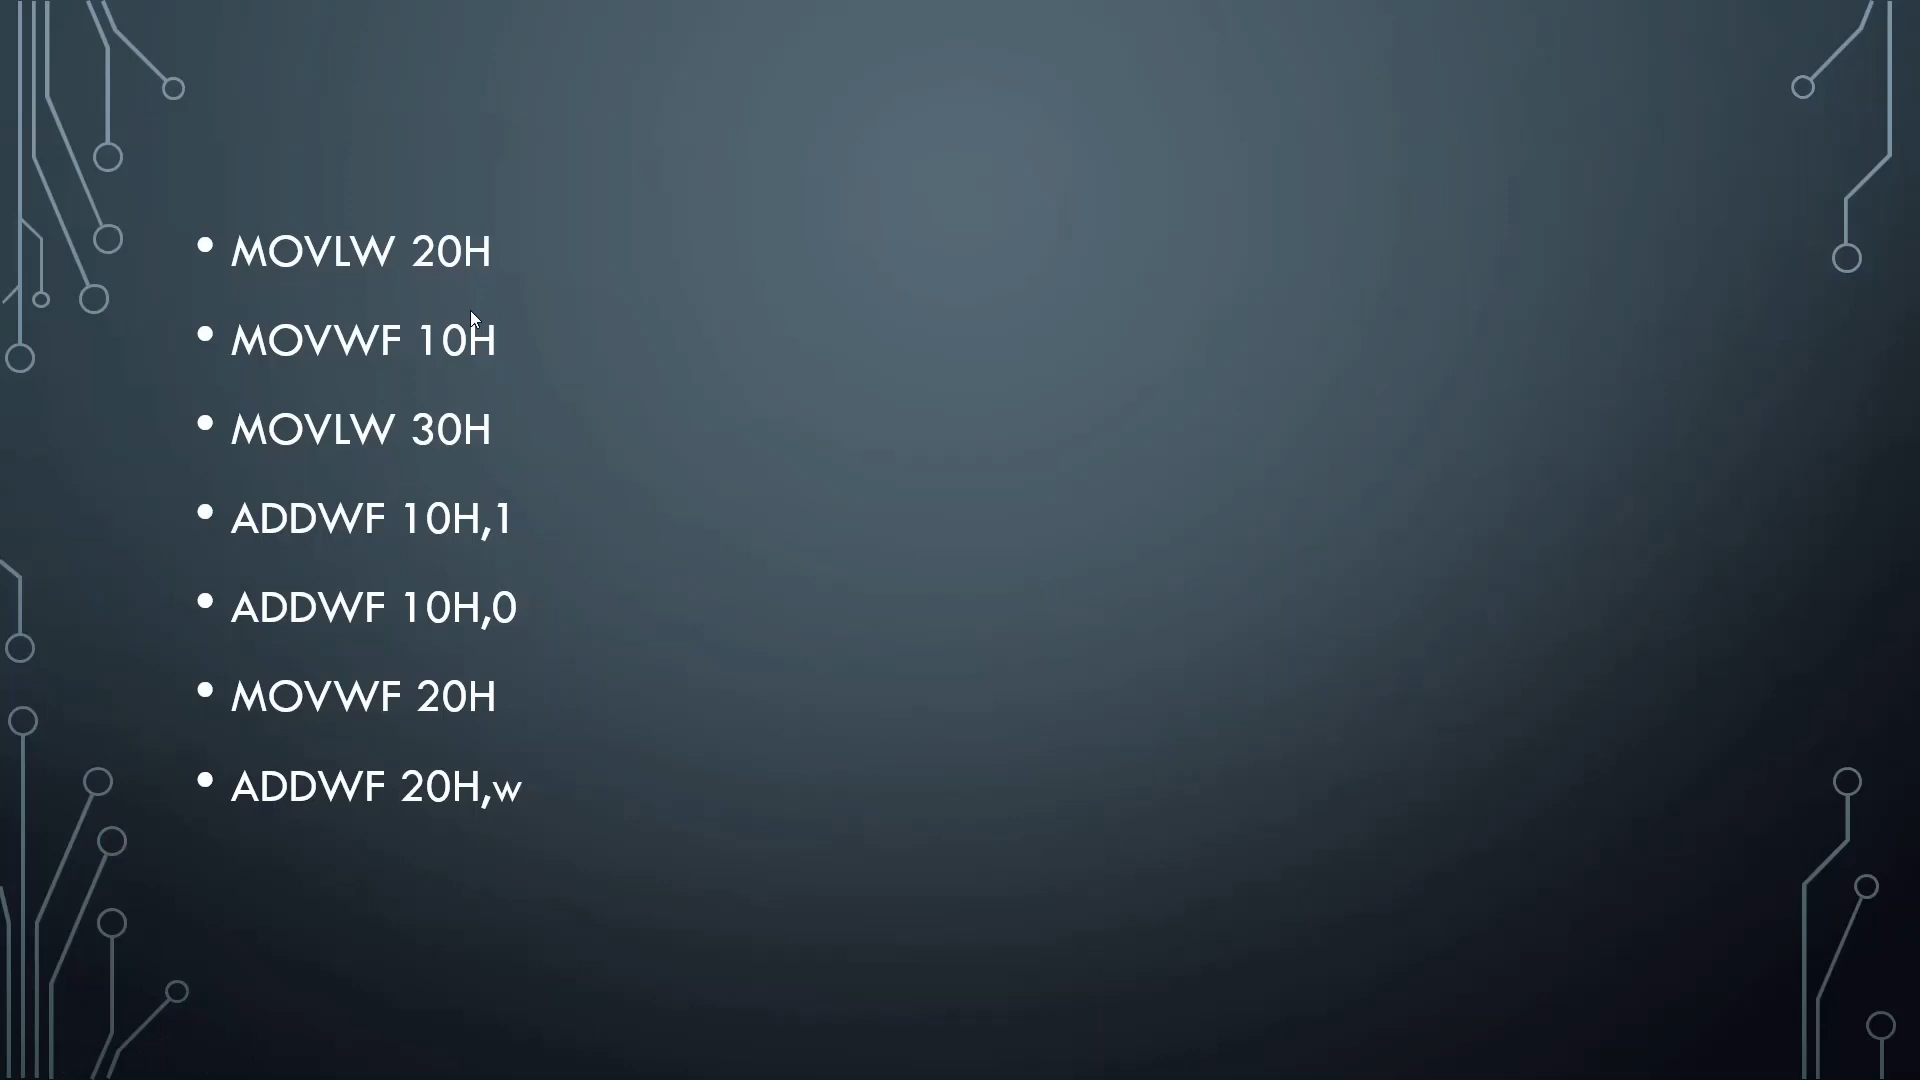 • MOVLW 20H
• MOVWF 10H
• MOVLW 30H
• ADDWF 10H,1
• ADDWF 10H,0
• MOVWF 20H
• ADDWF 20H,w